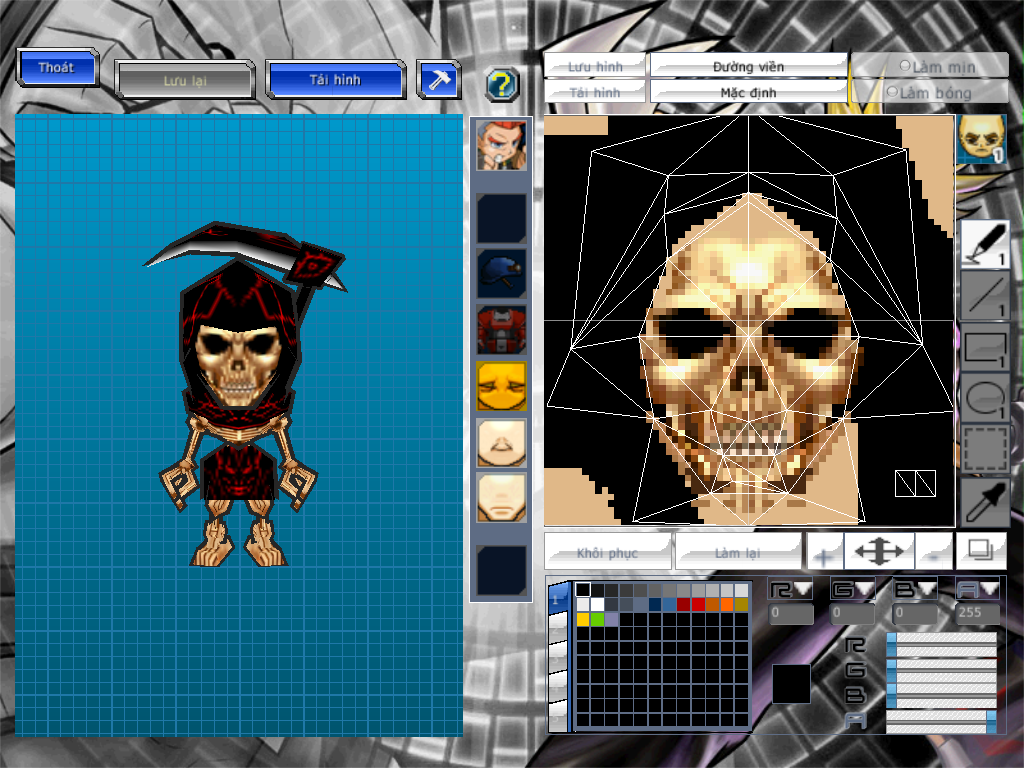 Thoát
Lưu lại
Tải hình
?
Lưu hình
Đường viền
Làm mịn
Tải hình
Mặc định
Làm bóng
1
1
1
1
1
Khôi phục
Làm lại
+
-
1
R
G
B
A
0
0
0
255
R
G
B
A